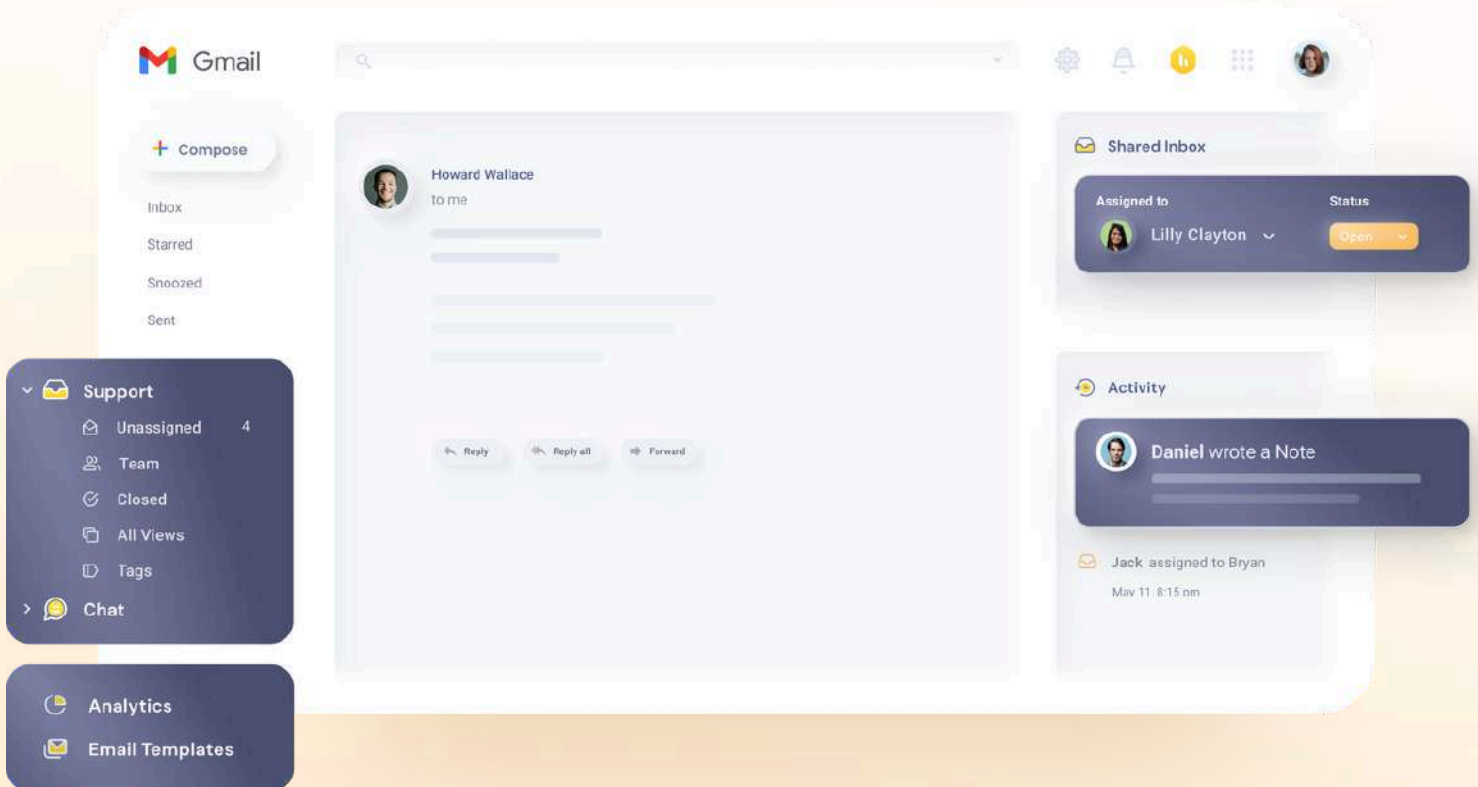 Gmail
Compose
Inbox
Starred
Snoozed
Sent
Support
Unassigned 4
Team
Closed
All Views
Tags
Chat
Analytics
Email Templates
Howard Wallace
to me
Reply
Reply all
Forward
Shared Inbox
Assigned to Status
Lilly Clayton Open
Activity
Daniel wrote a Note
Jack assigned to Bryan
May 11, 8:15 pm